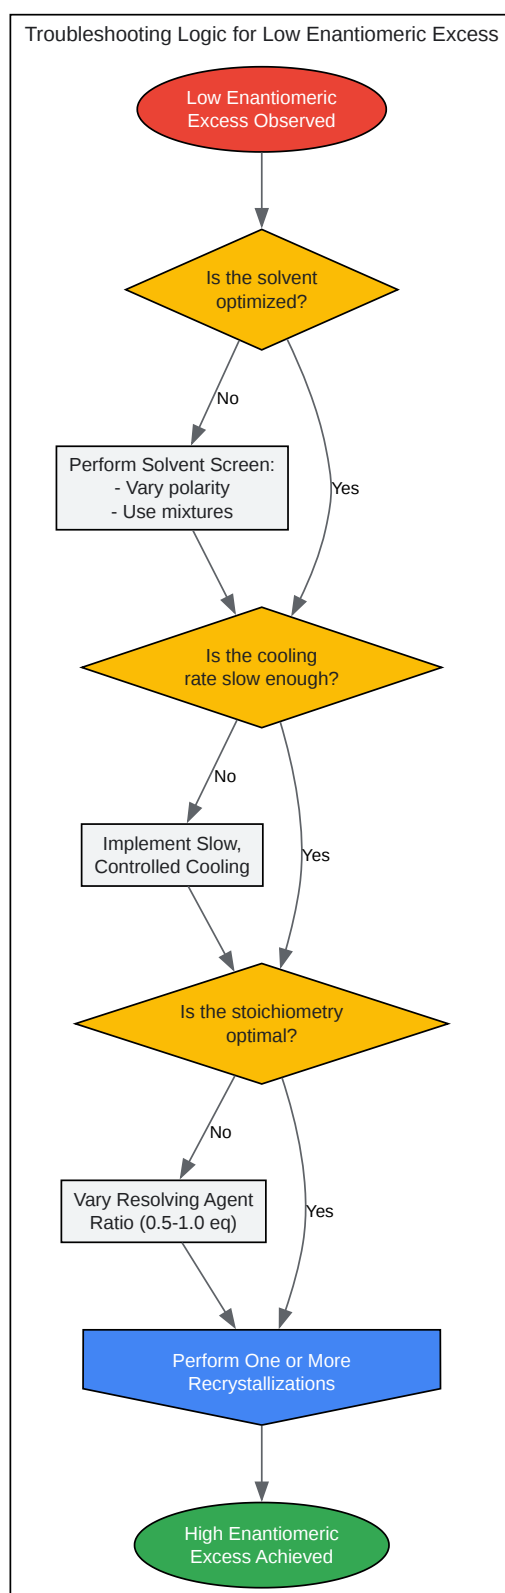 Troubleshooting Logic for Low Enantiomeric Excess
Low Enantiomeric
Excess Observed
Is the solvent
optimized?
No
Yes
Perform Solvent Screen:
- Vary polarity
- Use mixtures
Is the cooling
rate slow enough?
No
Yes
Implement Slow,
Controlled Cooling
Is the stoichiometry
optimal?
No
Yes
Vary Resolving Agent
Ratio (0.5-1.0 eq)
Perform One or More
Recrystallizations
High Enantiomeric
Excess Achieved